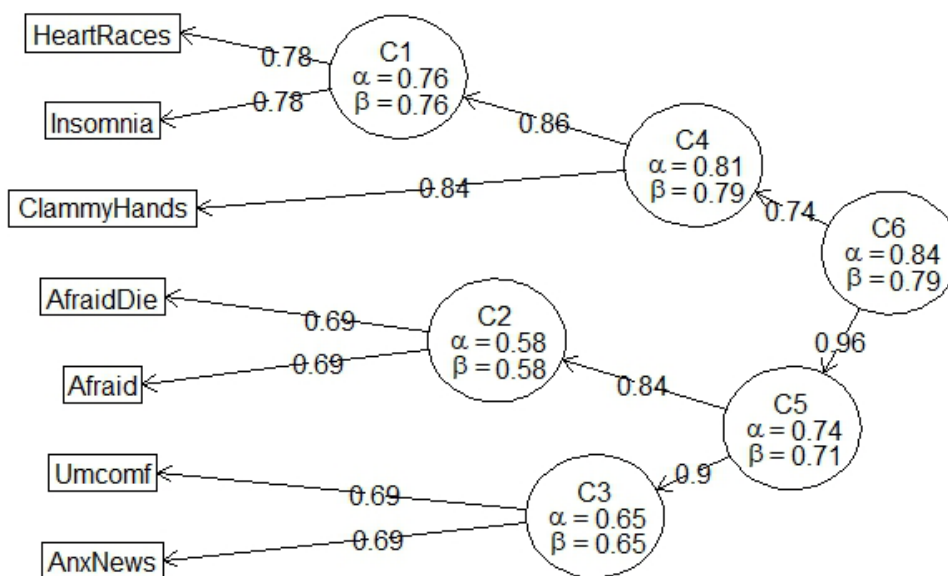 HeartRaces
0.78
C1
α = 0.76
β = 0.76
0.78
Insomnia
0.86
C4
α = 0.81
β = 0.79
0.84
ClammyHands
0.74
C6
α = 0.84
β = 0.79
AfraidDie
0.69
C2
α = 0.58
β = 0.58
0.69
Afraid
0.96
0.84
C5
α = 0.74
β = 0.71
Umcomf
0.69
0.9
C3
α = 0.65
β = 0.65
0.69
AnxNews